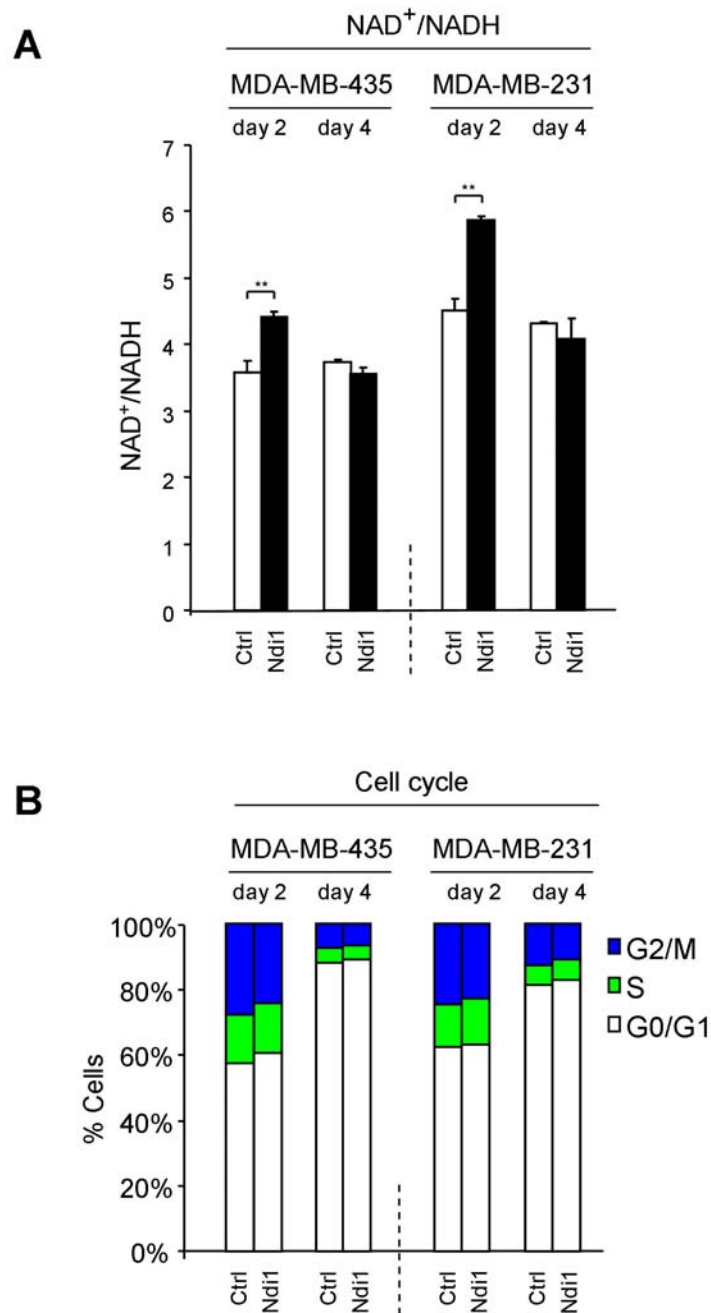 A
NAD⁺/NADH
MDA-MB-435 MDA-MB-231
day 2 day 4 day 2 day 4
NAD⁺/NADH
7
6
5
4
3
2
1
0
** **
Ctrl Ndi1 Ctrl Ndi1 Ctrl Ndi1 Ctrl Ndi1
B
Cell cycle
MDA-MB-435 MDA-MB-231
day 2 day 4 day 2 day 4
% Cells
100%
80%
60%
40%
20%
0%
G2/M
S
G0/G1
Ctrl Ndi1 Ctrl Ndi1 Ctrl Ndi1 Ctrl Ndi1